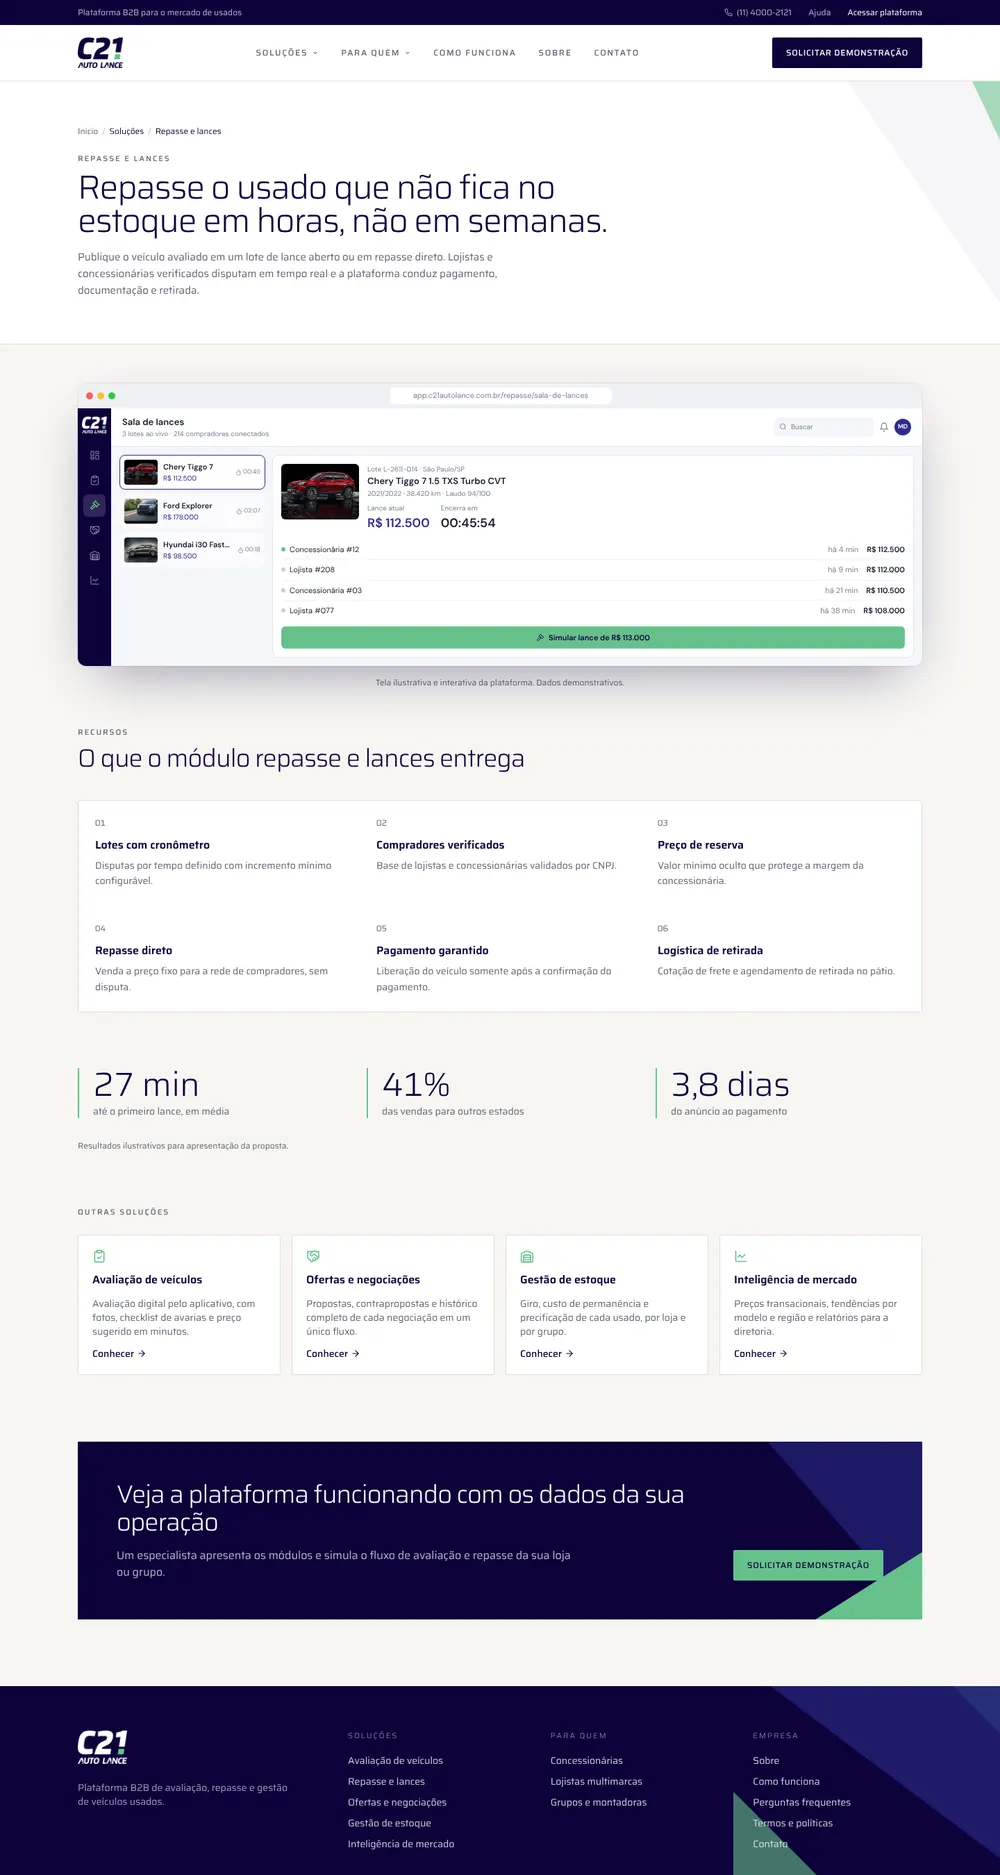 Plataforma B2B para o mercado de usados
(11) 4000-2121 Ajuda Acessar plataforma
C21
AUTO LANCE
SOLUÇÕES PARA QUEM COMO FUNCIONA SOBRE CONTATO
SOLICITAR DEMONSTRAÇÃO
Início / Soluções / Repasse e lances
REPASSE E LANCES
Repasse o usado que não fica no
estoque em horas, não em semanas.
Publique o veículo avaliado em um lote de lance aberto ou em repasse direto. Lojistas e
concessionárias verificados disputam em tempo real e a plataforma conduz pagamento,
documentação e retirada.
app.c21autolance.com.br/repasse/sala-de-lances
C21
AUTO LANCE
Sala de lances
3 lotes ao vivo · 214 compradores conectados
Buscar
MD
Chery Tiggo 7
R$ 112.500
00:45
Ford Explorer
R$ 178.000
02:07
Hyundai i30 Fast...
R$ 98.500
00:18
Lote L-2611-014 · São Paulo/SP
Chery Tiggo 7 1.5 TXS Turbo CVT
2021/2022 · 38.420 km · Laudo 94/100
Lance atual Encerra em
R$ 112.500 00:45:54
Concessionária #12 há 4 min R$ 112.500
Lojista #208 há 9 min R$ 112.000
Concessionária #03 há 21 min R$ 110.500
Lojista #077 há 38 min R$ 108.000
Simular lance de R$ 113.000
Tela ilustrativa e interativa da plataforma. Dados demonstrativos.
RECURSOS
O que o módulo repasse e lances entrega
01
Lotes com cronômetro
Disputas por tempo definido com incremento mínimo
configurável.
02
Compradores verificados
Base de lojistas e concessionárias validados por CNPJ.
03
Preço de reserva
Valor mínimo oculto que protege a margem da
concessionária.
04
Repasse direto
Venda a preço fixo para a rede de compradores, sem
disputa.
05
Pagamento garantido
Liberação do veículo somente após a confirmação do
pagamento.
06
Logística de retirada
Cotação de frete e agendamento de retirada no pátio.
27 min
até o primeiro lance, em média
41%
das vendas para outros estados
3,8 dias
do anúncio ao pagamento
Resultados ilustrativos para apresentação da proposta.
OUTRAS SOLUÇÕES
Avaliação de veículos
Avaliação digital pelo aplicativo, com
fotos, checklist de avarias e preço
sugerido em minutos.
Conhecer →
Ofertas e negociações
Propostas, contrapropostas e histórico
completo de cada negociação em um
único fluxo.
Conhecer →
Gestão de estoque
Giro, custo de permanência e
precificação de cada usado, por loja e
por grupo.
Conhecer →
Inteligência de mercado
Preços transacionais, tendências por
modelo e região e relatórios para a
diretoria.
Conhecer →
Veja a plataforma funcionando com os dados da sua
operação
Um especialista apresenta os módulos e simula o fluxo de avaliação e repasse da sua loja
ou grupo.
SOLICITAR DEMONSTRAÇÃO
C21
AUTO LANCE
Plataforma B2B de avaliação, repasse e gestão
de veículos usados.
SOLUÇÕES
Avaliação de veículos
Repasse e lances
Ofertas e negociações
Gestão de estoque
Inteligência de mercado
PARA QUEM
Concessionárias
Lojistas multimarcas
Grupos e montadoras
EMPRESA
Sobre
Como funciona
Perguntas frequentes
Termos e políticas
Contato